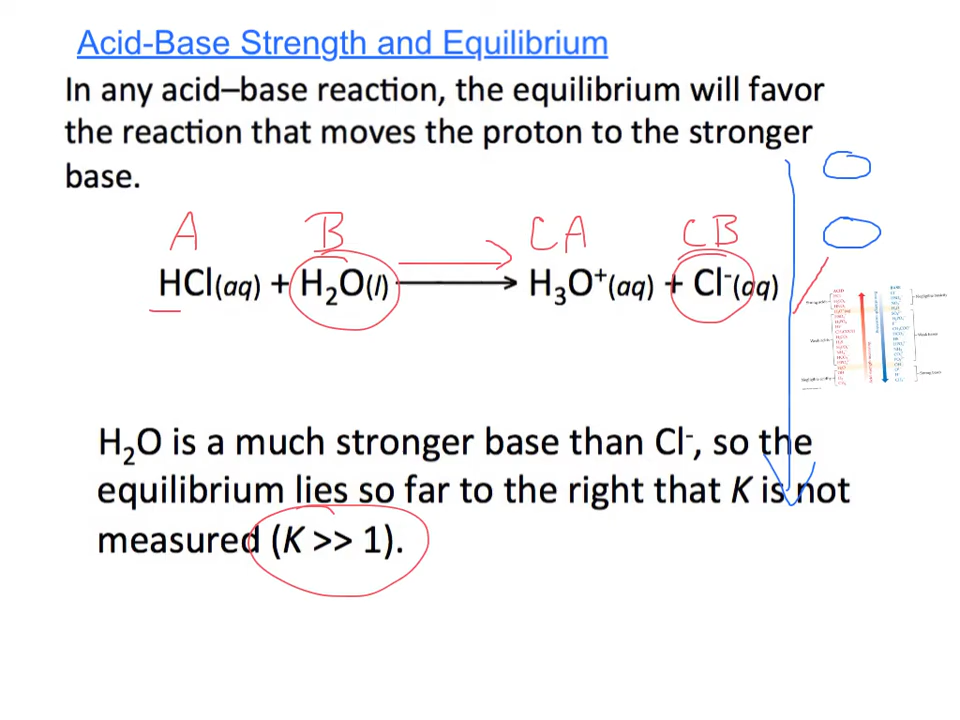 Acid-Base Strength and Equilibrium
In any acid–base reaction, the equilibrium will favor
the reaction that moves the proton to the stronger
base.
A B CA CB
HCl(aq) + H₂O(l) ⟶ H₃O⁺(aq) + Cl⁻(aq)
H₂O is a much stronger base than Cl⁻, so the
equilibrium lies so far to the right that K is not
measured (K >> 1).